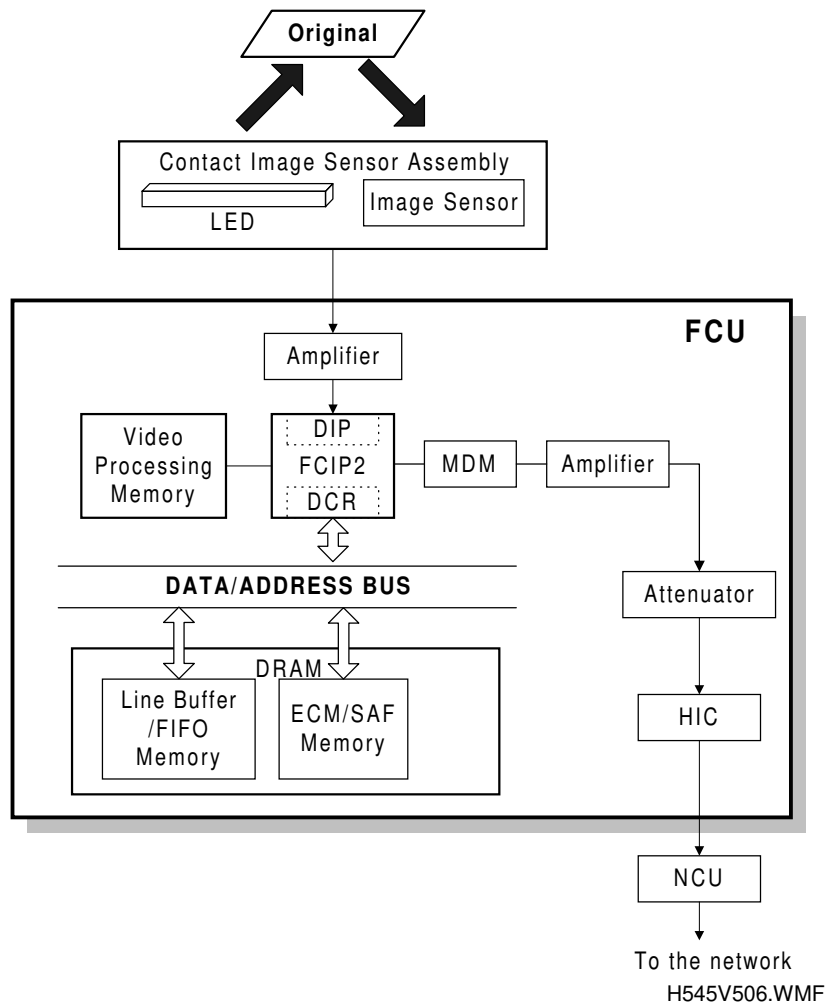 Original
Contact Image Sensor Assembly
LED
Image Sensor
FCU
Amplifier
Video
Processing
Memory
DIP
FCIP2
DCR
MDM
Amplifier
DATA/ADDRESS BUS
Attenuator
DRAM
Line Buffer
/FIFO
Memory
ECM/SAF
Memory
HIC
NCU
To the network
H545V506.WMF